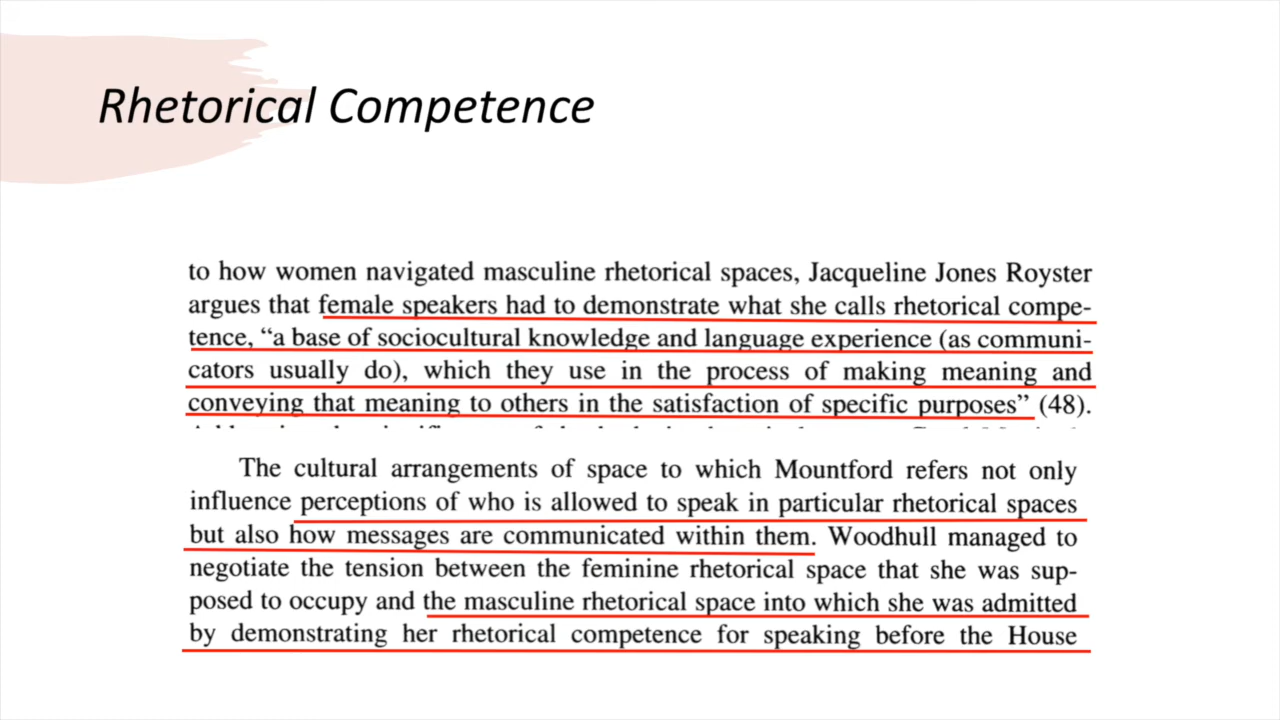 Rhetorical Competence
to how women navigated masculine rhetorical spaces, Jacqueline Jones Royster
argues that female speakers had to demonstrate what she calls rhetorical compe-
tence, “a base of sociocultural knowledge and language experience (as communi-
cators usually do), which they use in the process of making meaning and
conveying that meaning to others in the satisfaction of specific purposes” (48).
The cultural arrangements of space to which Mountford refers not only
influence perceptions of who is allowed to speak in particular rhetorical spaces
but also how messages are communicated within them. Woodhull managed to
negotiate the tension between the feminine rhetorical space that she was sup-
posed to occupy and the masculine rhetorical space into which she was admitted
by demonstrating her rhetorical competence for speaking before the House